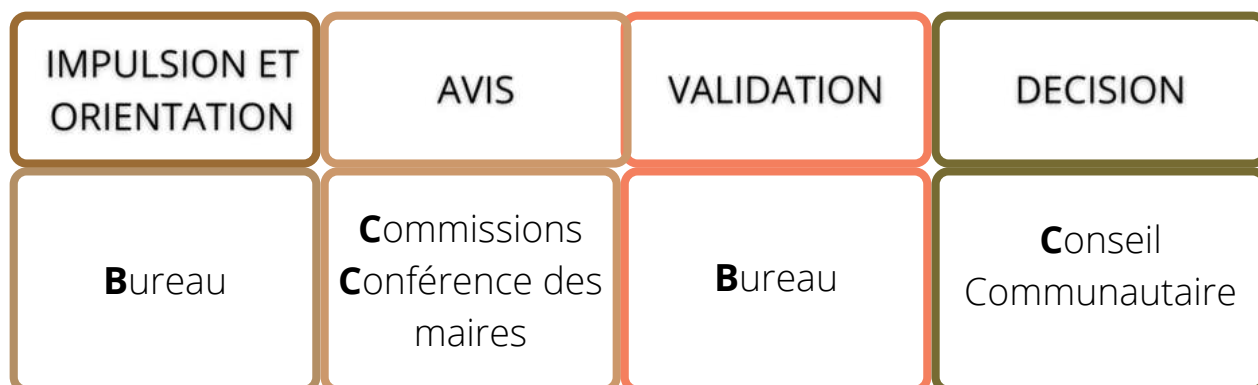 IMPULSION ET
ORIENTATION
AVIS
VALIDATION
DECISION
Bureau
Commissions
Conférence des
maires
Bureau
Conseil
Communautaire